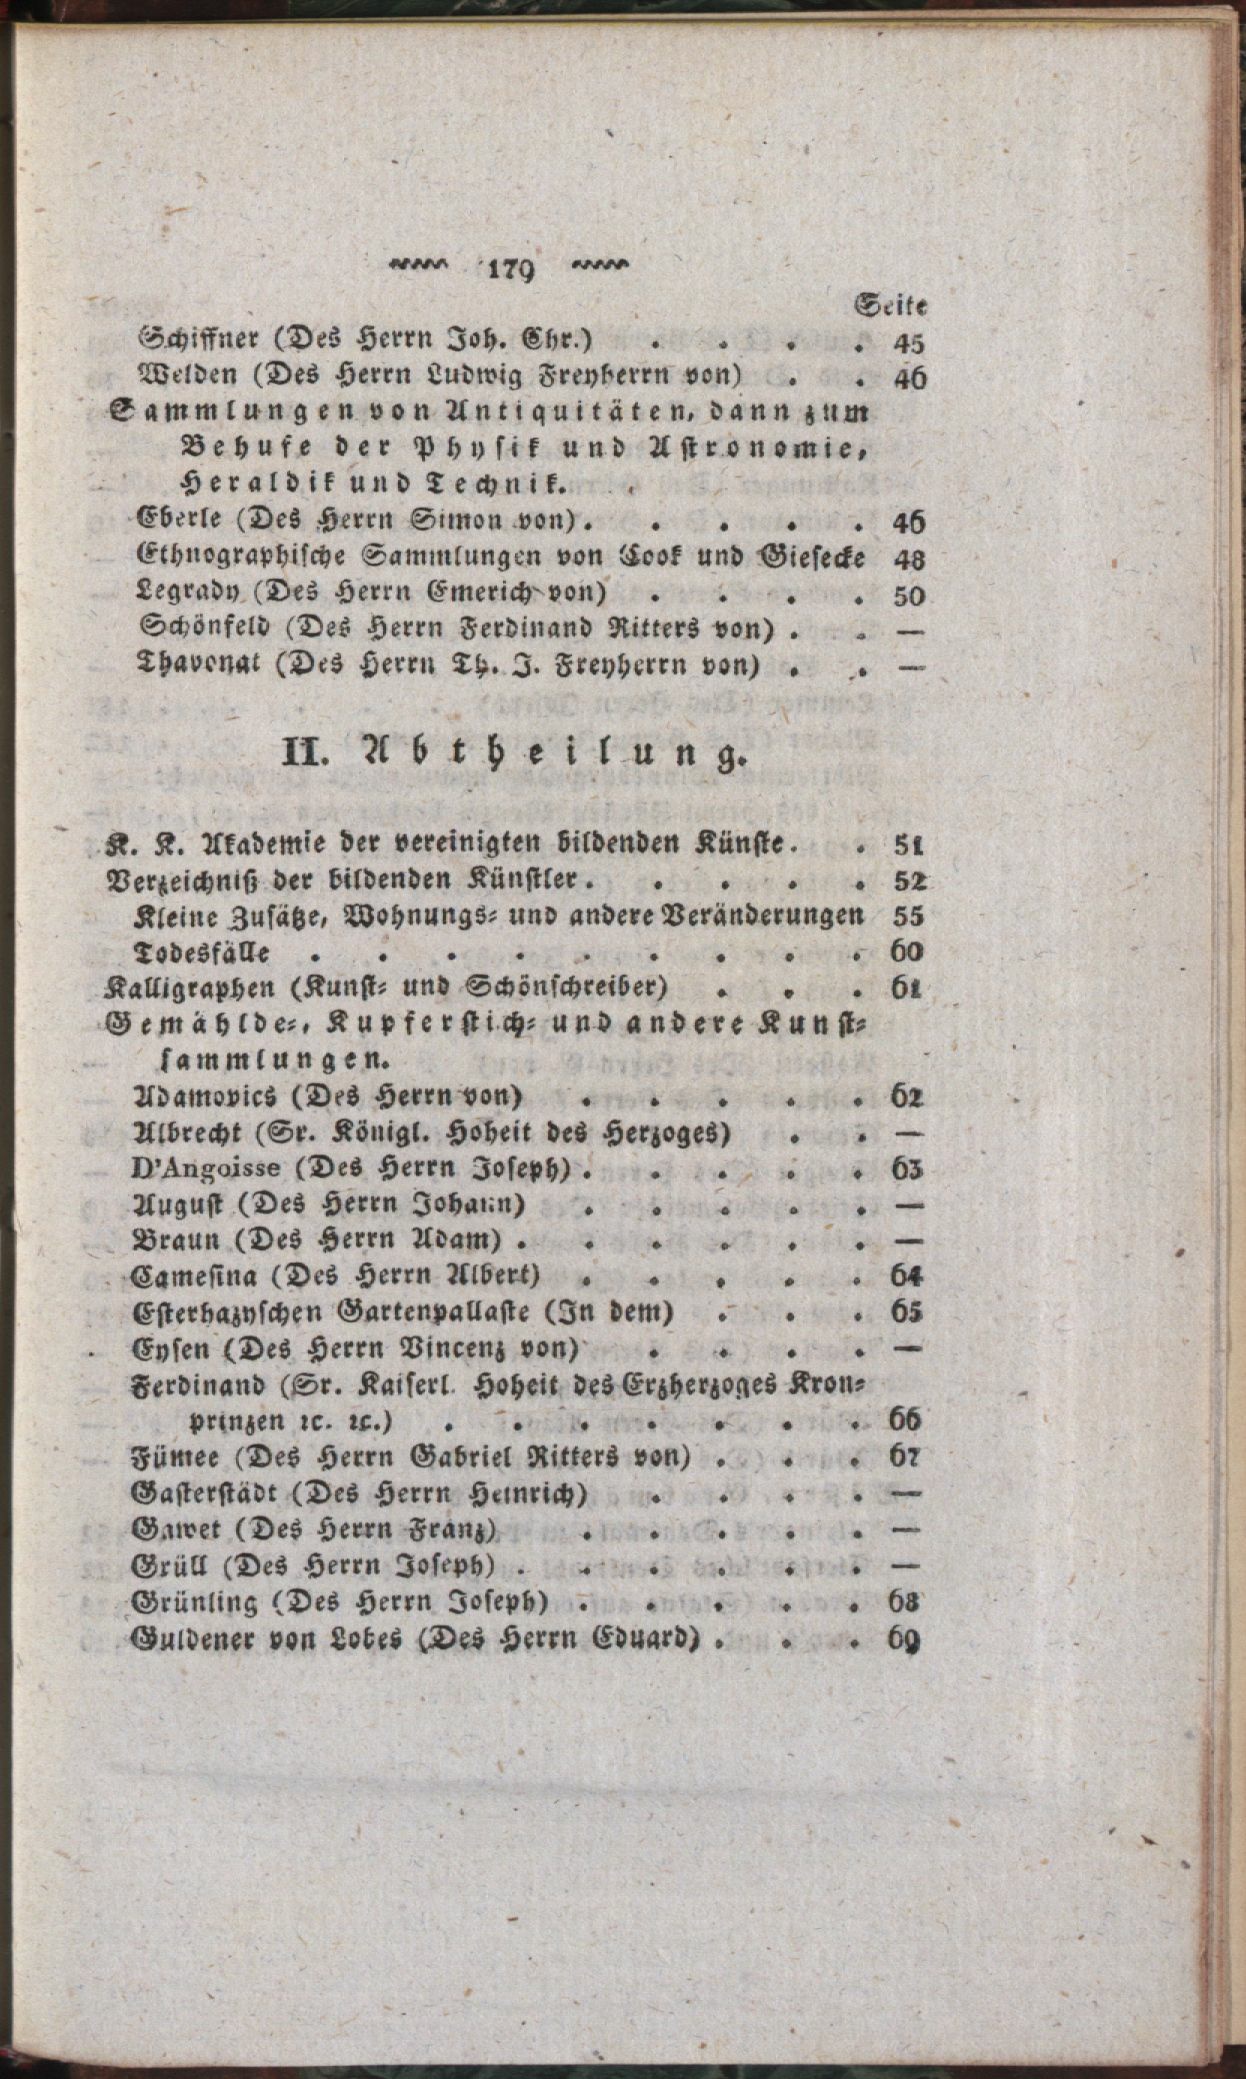 179
Seite
Schiffner (Des Herrn Joh. Chr.) . . . . 45
Welden (Des Herrn Ludwig Freyherrn von) . . 46
Sammlungen von Antiquitäten, dann zum
Behufe der Physik und Astronomie,
Heraldik und Technik.
Eberle (Des Herrn Simon von). . . . . 46
Ethnographische Sammlungen von Cook und Giesecke 48
Legrady (Des Herrn Emerich von) . . . . 50
Schönfeld (Des Herrn Ferdinand Ritters von) . . —
Thavonat (Des Herrn Th. J. Freyherrn von) . . —
II. Abtheilung.
K. K. Akademie der vereinigten bildenden Künste. . 51
Verzeichniß der bildenden Künstler. . . . . 52
Kleine Zusätze, Wohnungs- und andere Veränderungen 55
Todesfälle . . . . . . . . . 60
Kalligraphen (Kunst- und Schönschreiber) . . . 61
Gemählde-, Kupferstich- und andere Kunst-
sammlungen.
Adamovics (Des Herrn von) . . . . . 62
Albrecht (Sr. Königl. Hoheit des Herzoges) . . —
D'Angoisse (Des Herrn Joseph) . . . . . 63
August (Des Herrn Johann) . . . . . —
Braun (Des Herrn Adam) . . . . . . —
Camesina (Des Herrn Albert) . . . . . 64
Esterhazyschen Gartenpallaste (In dem) . . . 65
Eysen (Des Herrn Vincenz von) . . . . —
Ferdinand (Sr. Kaiserl. Hoheit des Erzherzoges Kron-
prinzen ꝛc. ꝛc.) . . . . . . . 66
Fümee (Des Herrn Gabriel Ritters von) . . . 67
Gasterstädt (Des Herrn Heinrich) . . . . —
Gawet (Des Herrn Franz) . . . . . —
Grüll (Des Herrn Joseph) . . . . . . —
Grünling (Des Herrn Joseph) . . . . . 68
Guldener von Lobes (Des Herrn Eduard) . . . 69